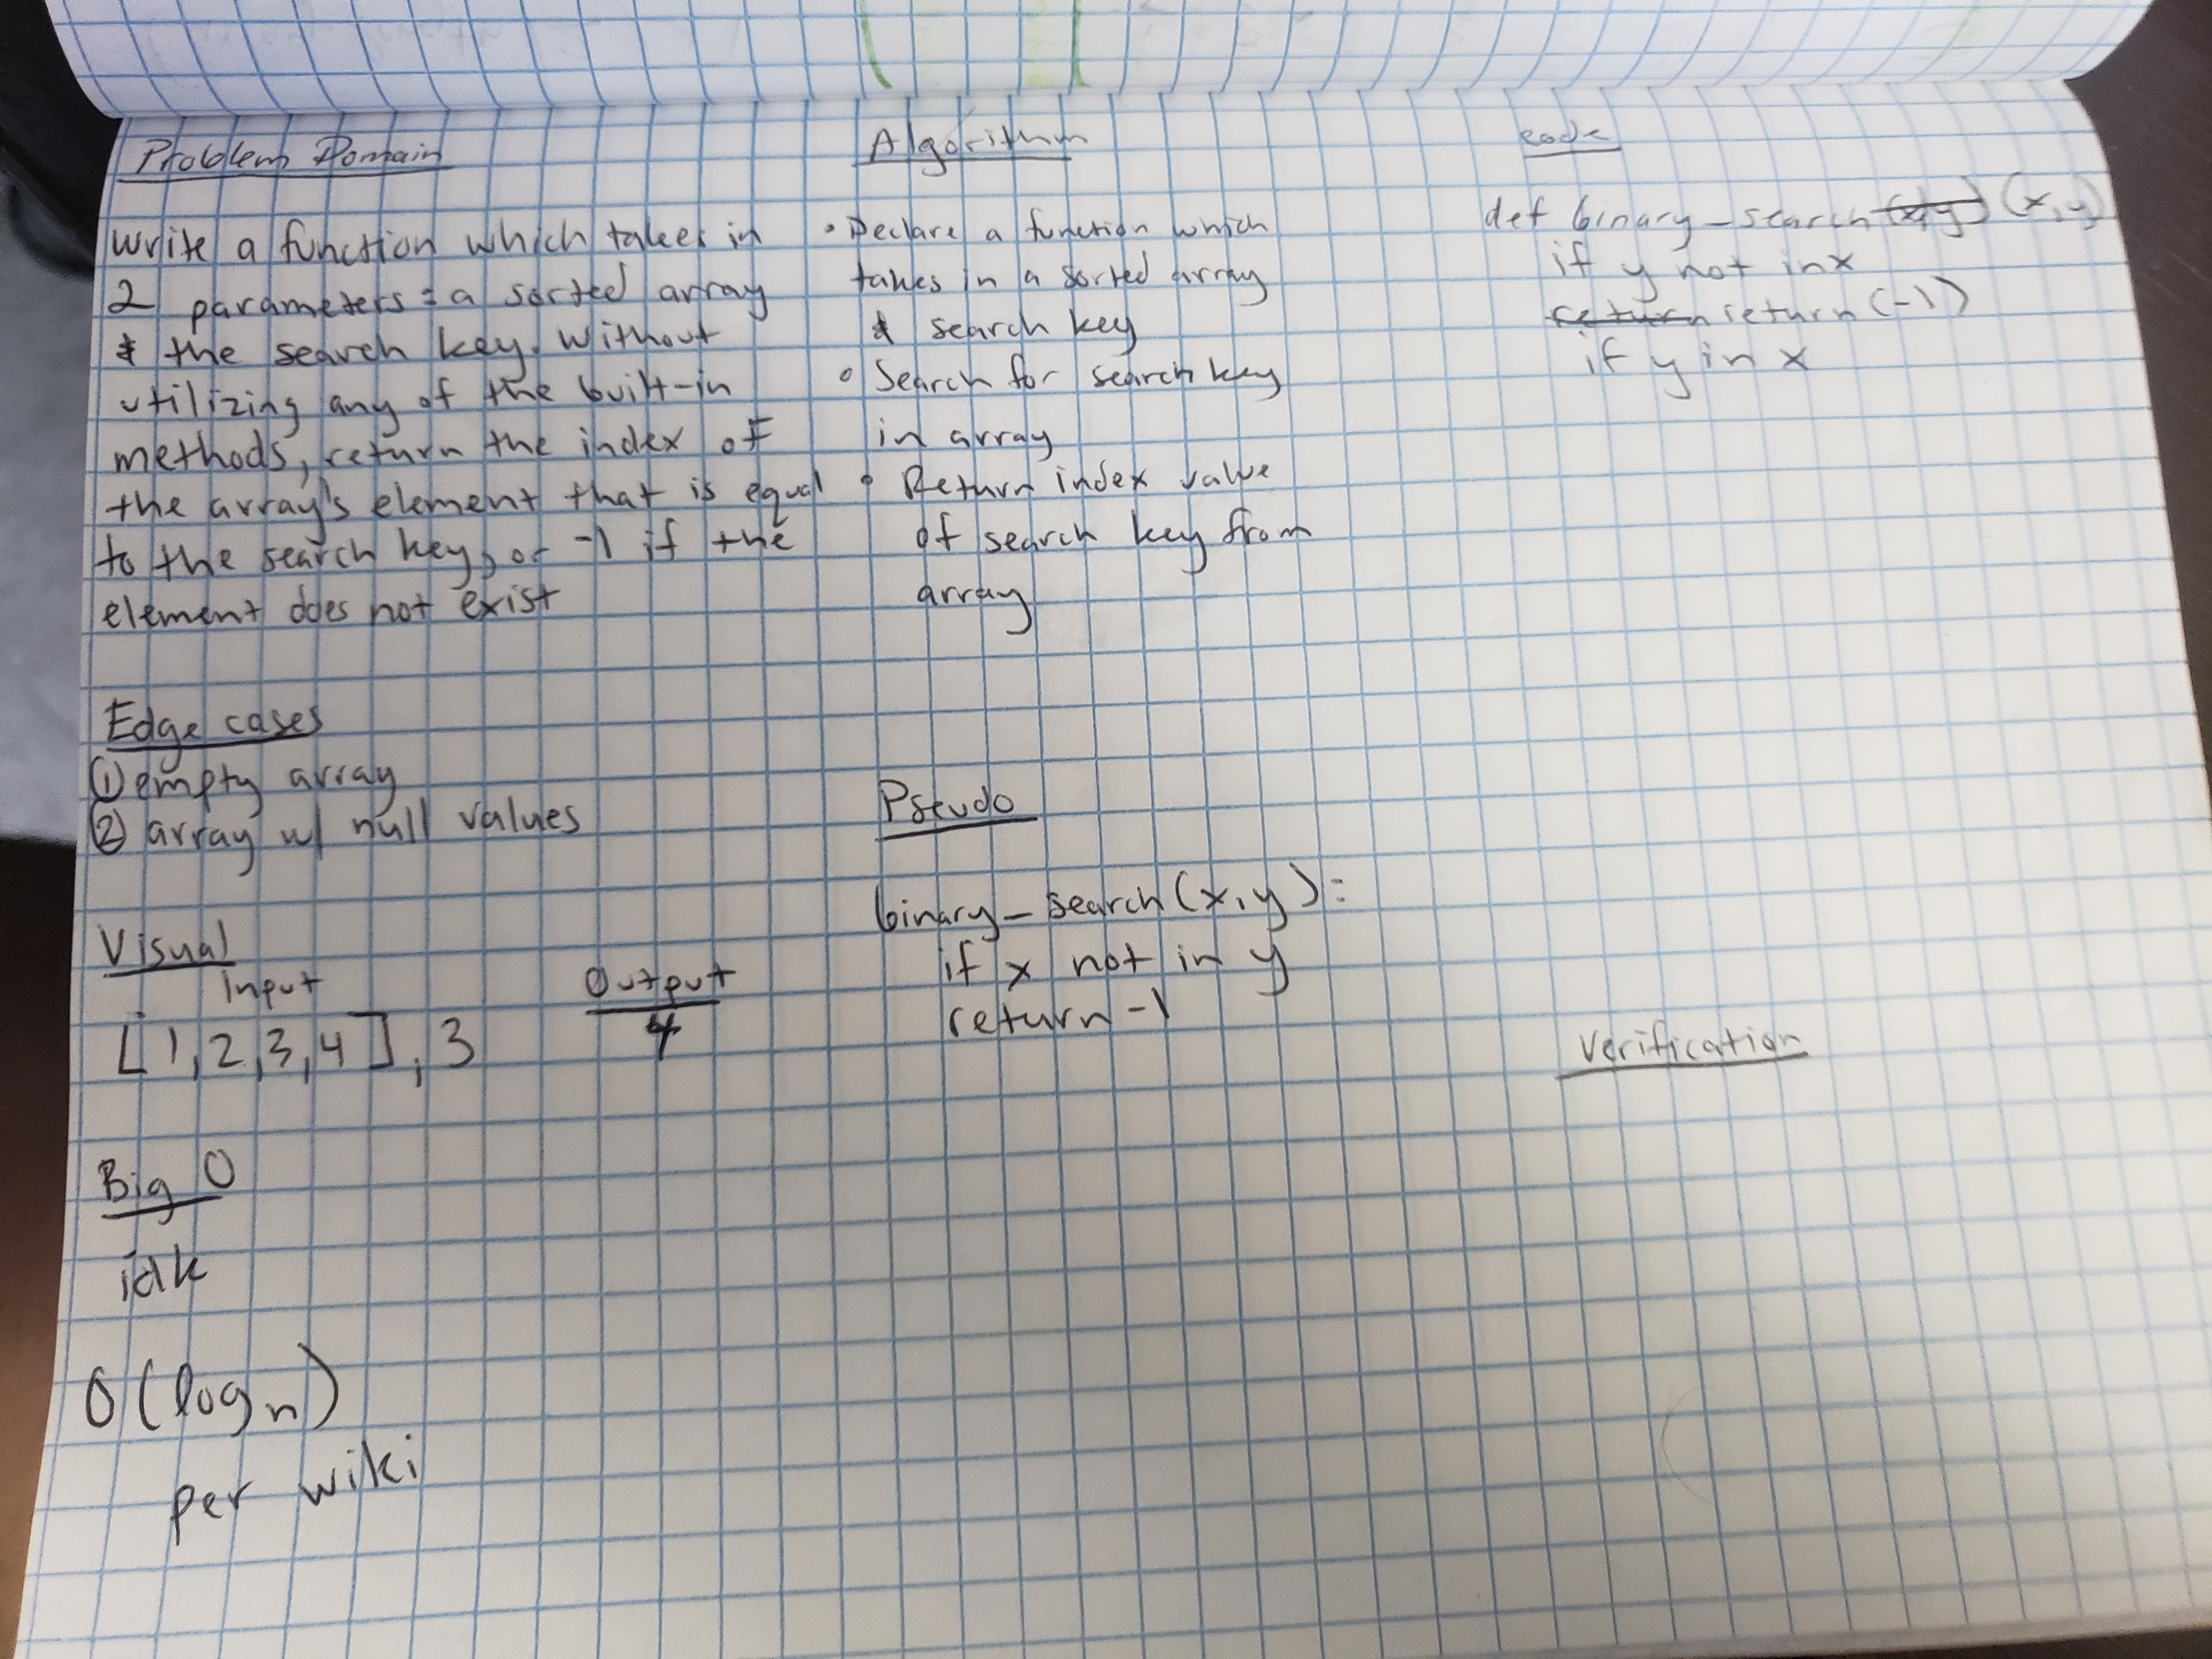 Problem Domain
Write a function which takes in
2 parameters: a sorted array
& the search key. Without
utilizing any of the built-in
methods, return the index of
the array's element that is equal
to the search key, or -1 if the
element does not exist
Edge cases
① empty array
② array w/ null values
Visual
input
[1,2,3,4], 3
Output
Big O
idk
O(log n)
per wiki
Algorithm
• Declare a function which
takes in a sorted array
& search key
• Search for search key
in array
• Return index value
of search key from
array
Pseudo
binary-search(x,y):
if x not in y
return -1
code
def binary-search (x,y) (x,y)
if y not in x
return return (-1)
if y in x
Verification